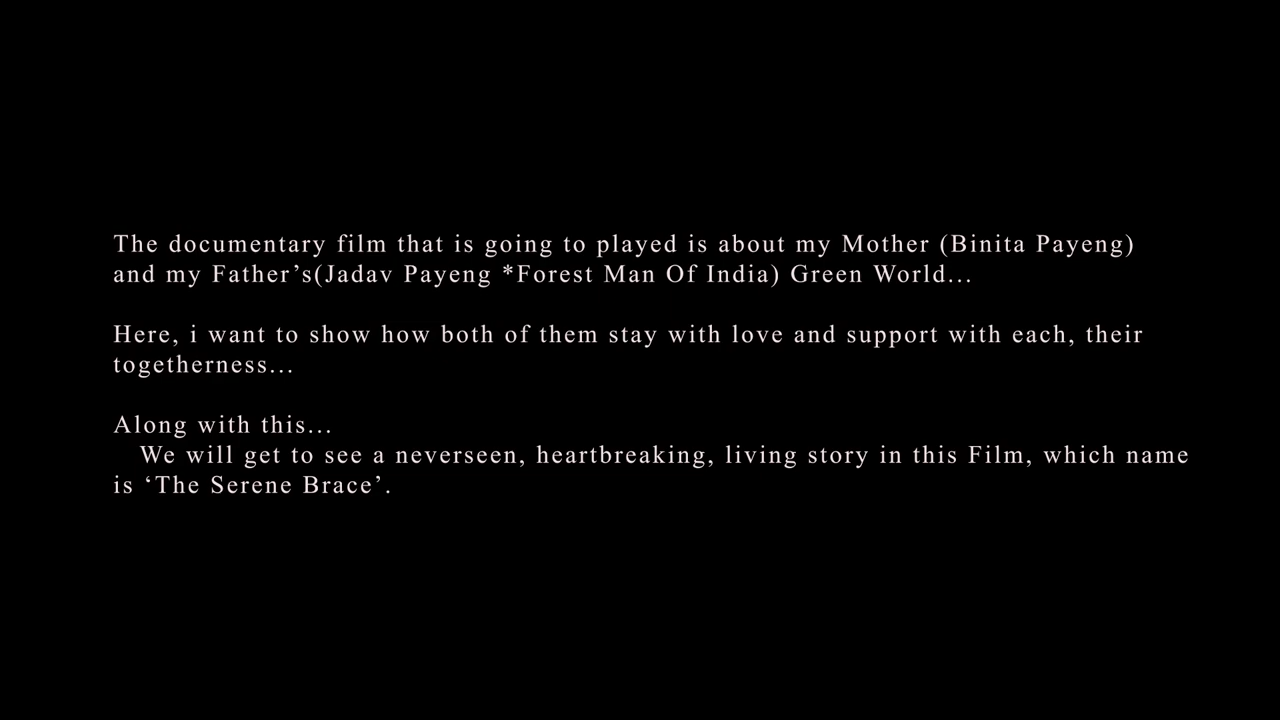 The documentary film that is going to played is about my Mother (Binita Payeng)
and my Father’s(Jadav Payeng *Forest Man Of India) Green World...
Here, i want to show how both of them stay with love and support with each, their
togetherness...
Along with this...
We will get to see a neverseen, heartbreaking, living story in this Film, which name
is ‘The Serene Brace’.